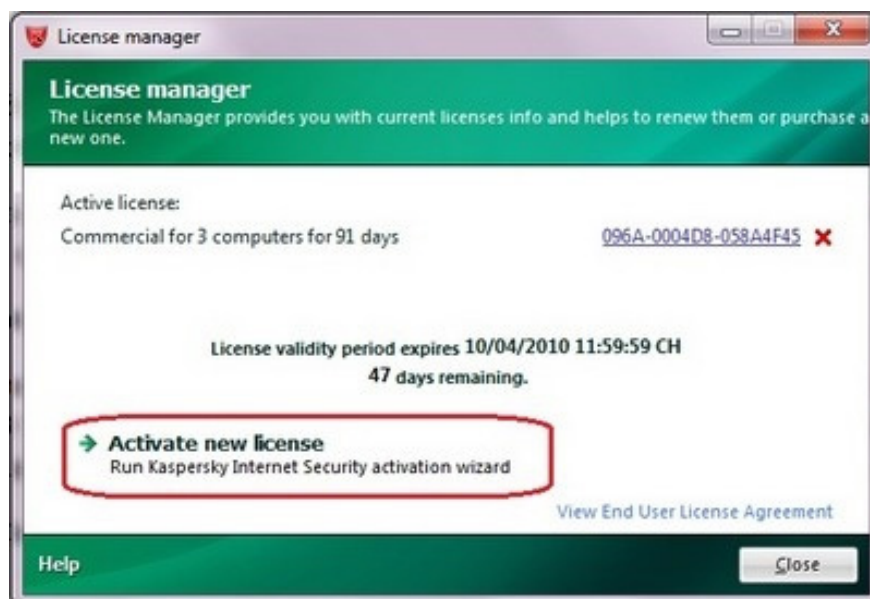 License manager
License manager
The License Manager provides you with current licenses info and helps to renew them or purchase a
new one.
Active license:
Commercial for 3 computers for 91 days 096A-0004D8-058A4F45
License validity period expires 10/04/2010 11:59:59 CH
47 days remaining.
Activate new license
Run Kaspersky Internet Security activation wizard
View End User License Agreement
Help Close